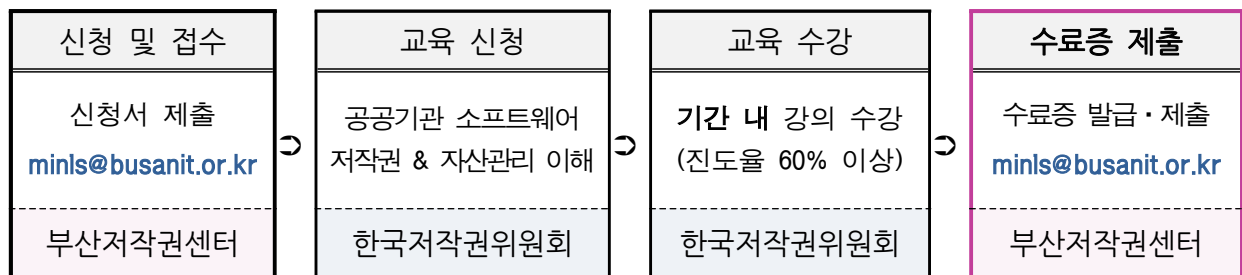 신청 및 접수
신청서 제출
minls@busanit.or.kr
부산저작권센터
➲
교육 신청
공공기관 소프트웨어
저작권 & 자산관리 이해
한국저작권위원회
➲
교육 수강
기간 내 강의 수강
(진도율 60% 이상)
한국저작권위원회
➲
수료증 제출
수료증 발급・제출
minls@busanit.or.kr
부산저작권센터